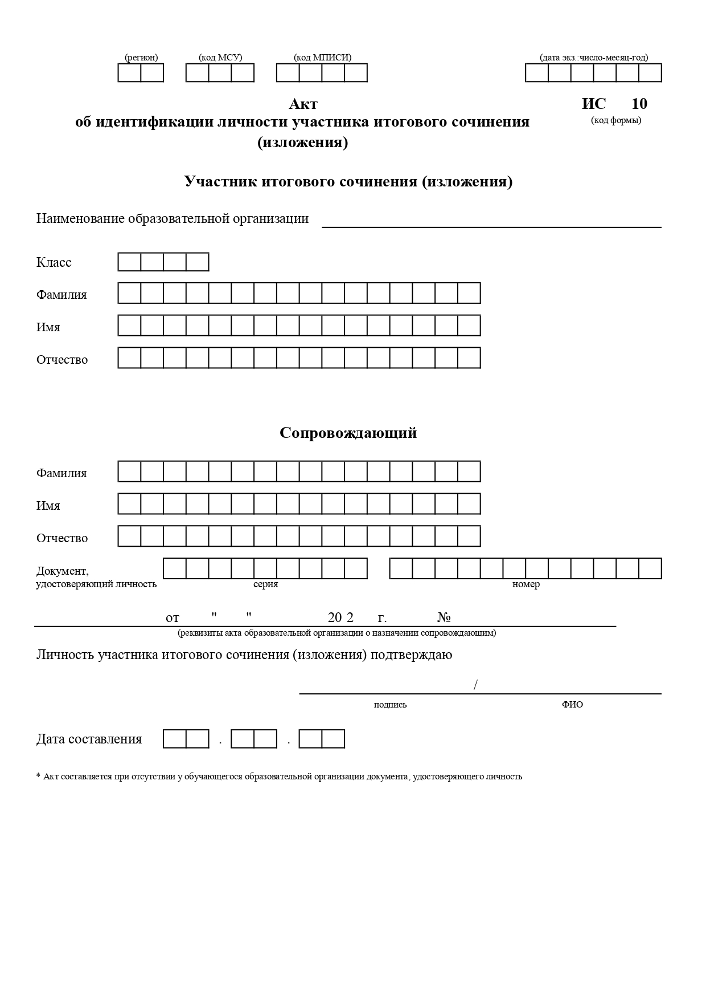 (регион) (код МСУ) (код МПИСИ) (дата экз.:число-месяц-год)
Акт ИС 10
об идентификации личности участника итогового сочинения (код формы)
(изложения)
Участник итогового сочинения (изложения)
Наименование образовательной организации
Класс
Фамилия
Имя
Отчество
Сопровождающий
Фамилия
Имя
Отчество
Документ,
удостоверяющий личность серия номер
от " " 20 2 г. №
(реквизиты акта образовательной организации о назначении сопровождающим)
Личность участника итогового сочинения (изложения) подтверждаю
/
подпись ФИО
Дата составления . .
* Акт составляется при отсутствии у обучающегося образовательной организации документа, удостоверяющего личность